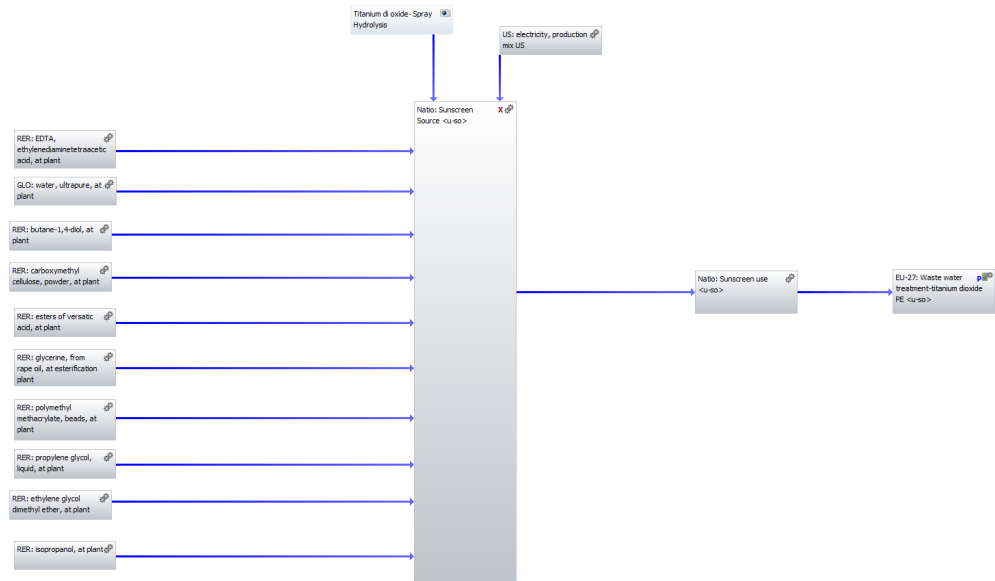 Titanium di oxide- Spray
Hydrolysis
US: electricity, production
mix US
Natio: Sunscreen X
Source <u-so>
RER: EDTA,
ethylenediaminetetraacetic
acid, at plant
GLO: water, ultrapure, at
plant
RER: butane-1,4-diol, at
plant
RER: carboxymethyl
cellulose, powder, at plant
RER: esters of versatic
acid, at plant
RER: glycerine, from
rape oil, at esterification
plant
RER: polymethyl
methacrylate, beads, at
plant
RER: propylene glycol,
liquid, at plant
RER: ethylene glycol
dimethyl ether, at plant
RER: isopropanol, at plant
Natio: Sunscreen use
<u-so>
EU-27: Waste water p
treatment-titanium dioxide
PE <u-so>